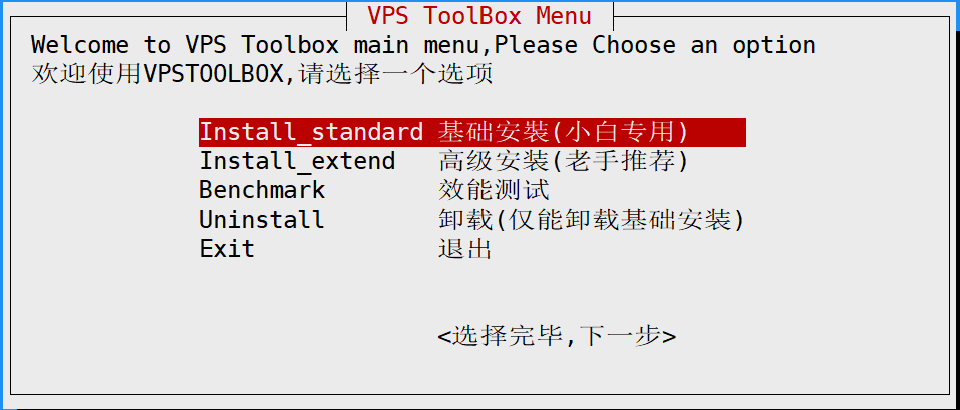 VPS ToolBox Menu
Welcome to VPS Toolbox main menu,Please Choose an option
欢迎使用VPSTOOLBOX,请选择一个选项
Install_standard 基础安裝(小白专用)
Install_extend 高级安装(老手推荐)
Benchmark 效能测试
Uninstall 卸载(仅能卸载基础安装)
Exit 退出
<选择完毕,下一步>